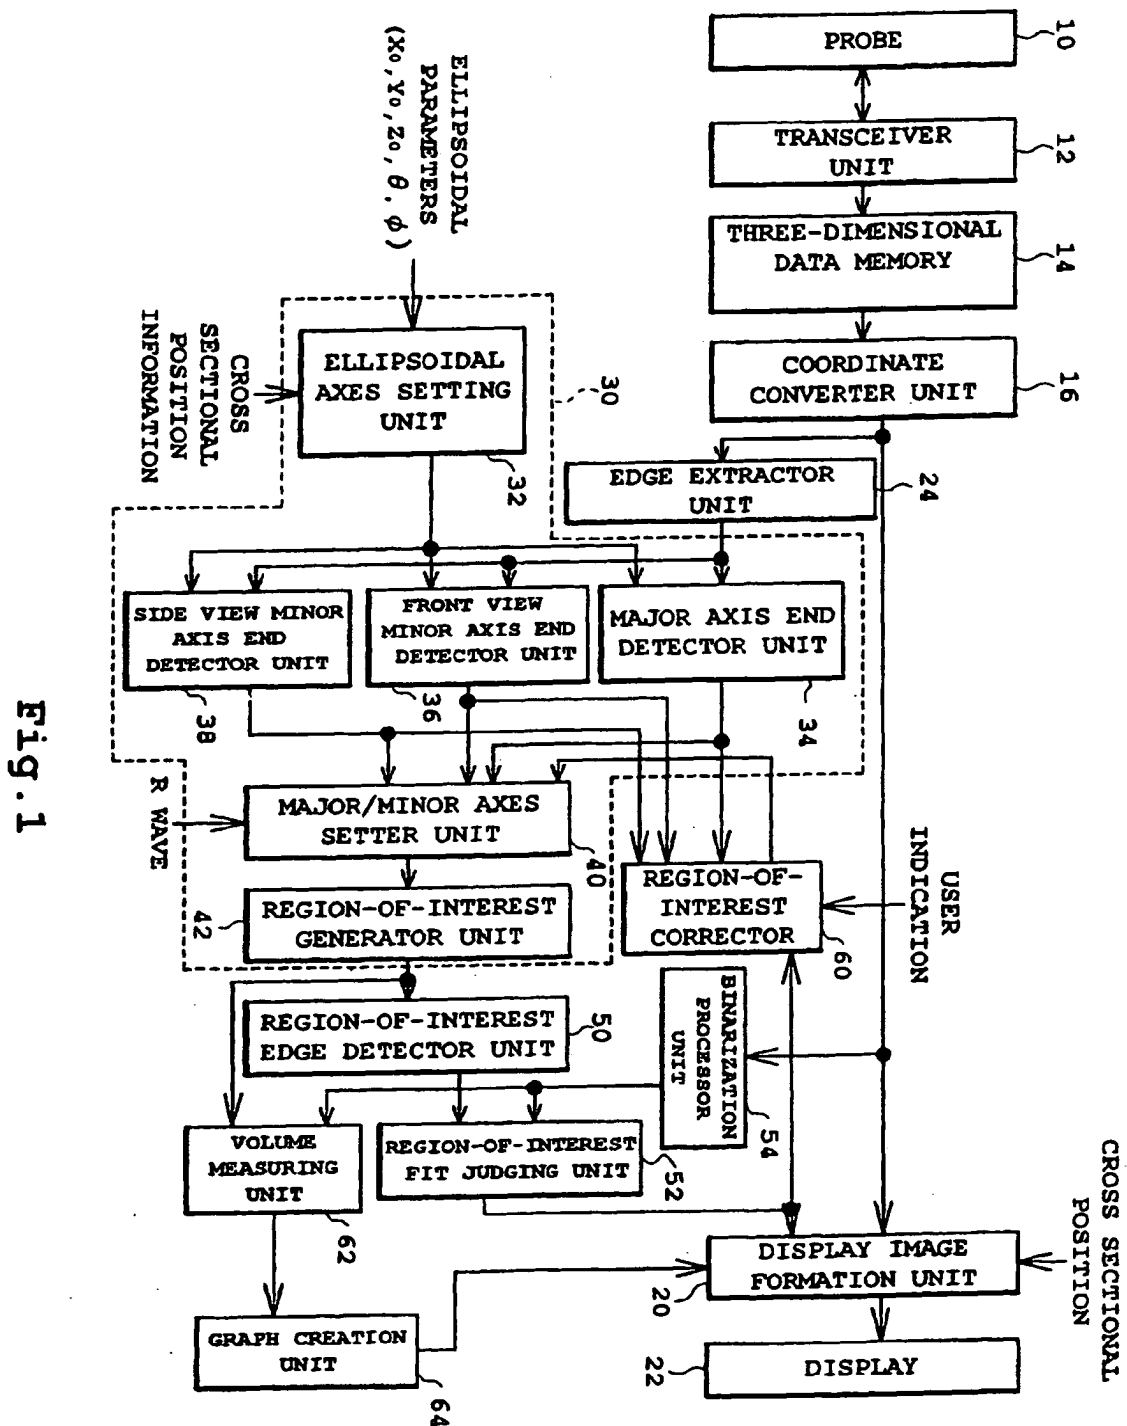 10
PROBE
12
TRANSCEIVER
UNIT
14
THREE-DIMENSIONAL
DATA MEMORY
16
COORDINATE
CONVERTER UNIT
24
EDGE EXTRACTOR
UNIT
ELLIPSOIDAL
PARAMETERS
(X₀, Y₀, Z₀, θ, ϕ)
CROSS
SECTIONAL
POSITION
INFORMATION
ELLIPSOIDAL
AXES SETTING
UNIT
32
30
SIDE VIEW MINOR
AXIS END
DETECTOR UNIT
38
FRONT VIEW
MINOR AXIS END
DETECTOR UNIT
36
MAJOR AXIS END
DETECTOR UNIT
34
R WAVE
MAJOR/MINOR AXES
SETTER UNIT
40
REGION-OF-INTEREST
GENERATOR UNIT
42
USER
INDICATION
REGION-OF-
INTEREST
CORRECTOR
60
REGION-OF-INTEREST
EDGE DETECTOR UNIT
50
BINARIZATION
PROCESSOR
UNIT
54
VOLUME
MEASURING
UNIT
62
REGION-OF-INTEREST
FIT JUDGING UNIT
52
CROSS SECTIONAL
POSITION
DISPLAY IMAGE
FORMATION UNIT
20
GRAPH CREATION
UNIT
64
DISPLAY
22
Fig.1